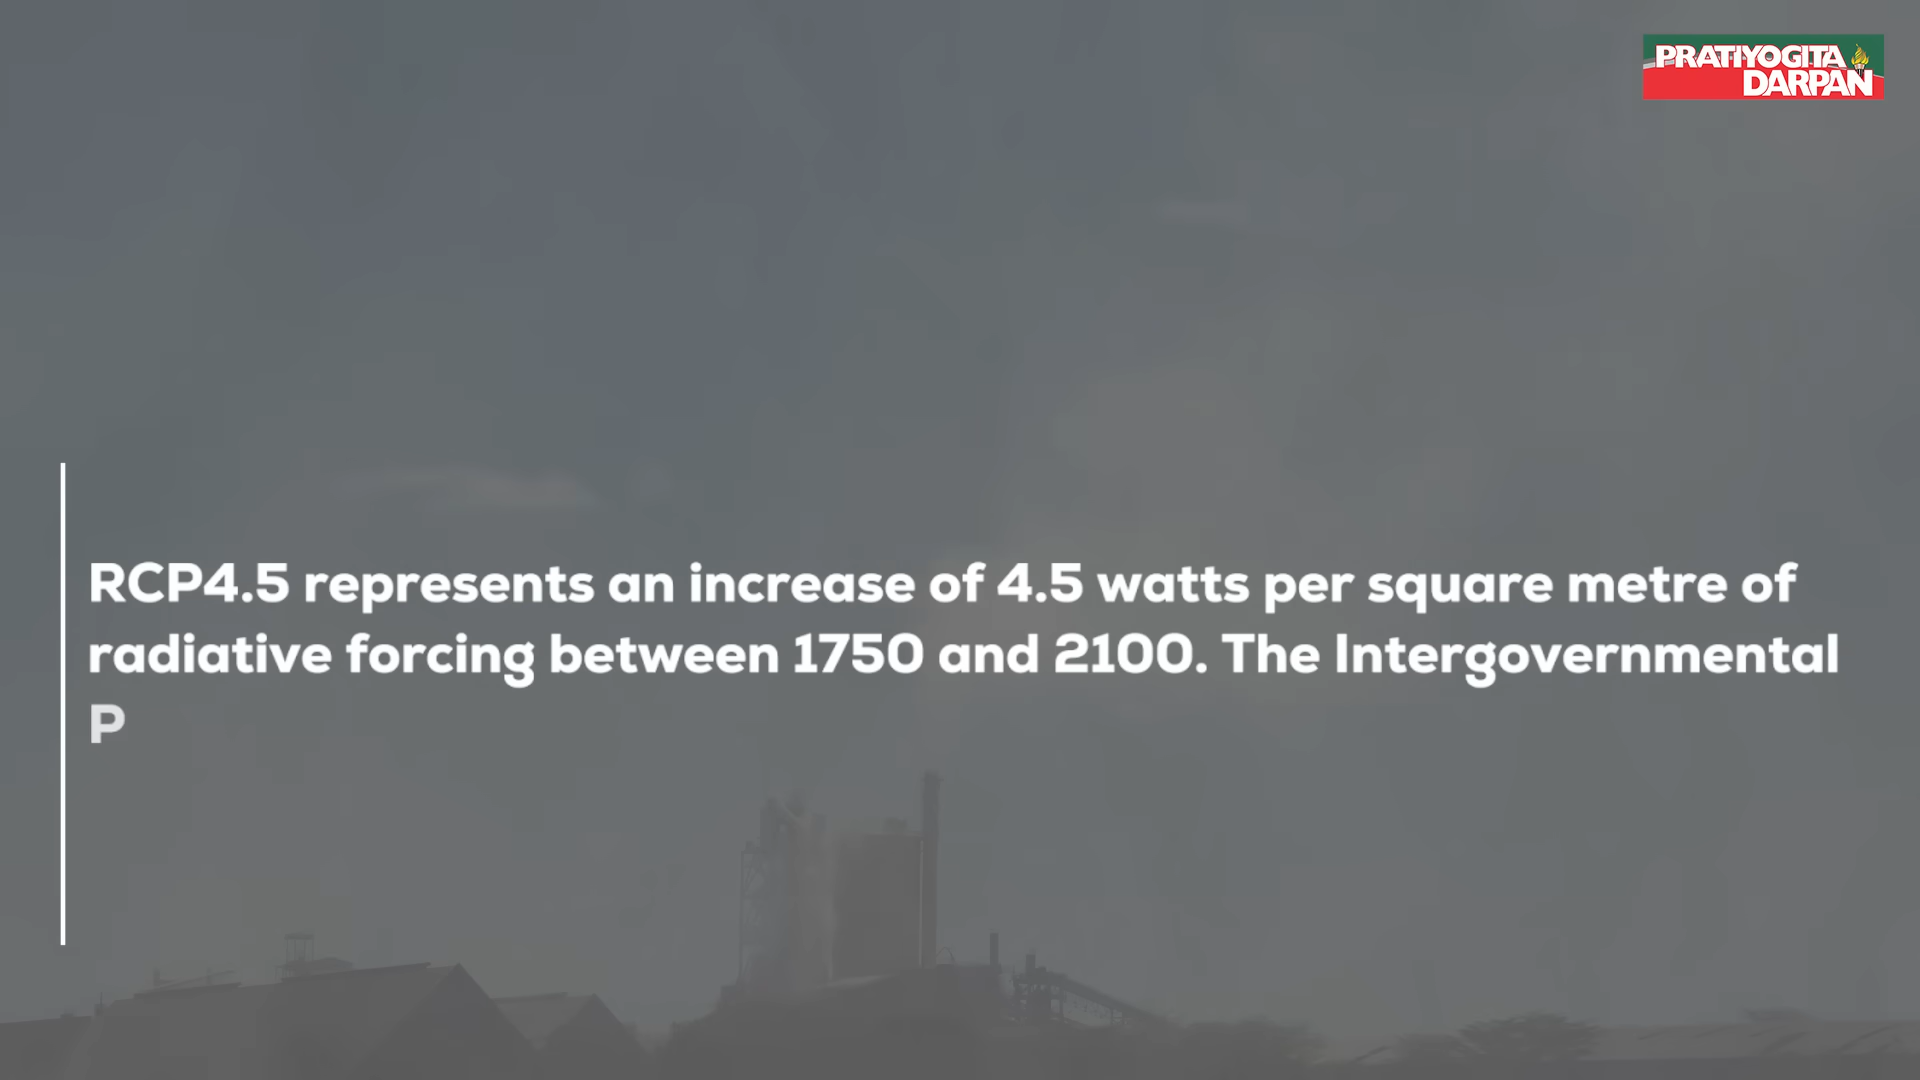 PRATIYOGITA
DARPAN
RCP4.5 represents an increase of 4.5 watts per square metre of
radiative forcing between 1750 and 2100. The Intergovernmental
P